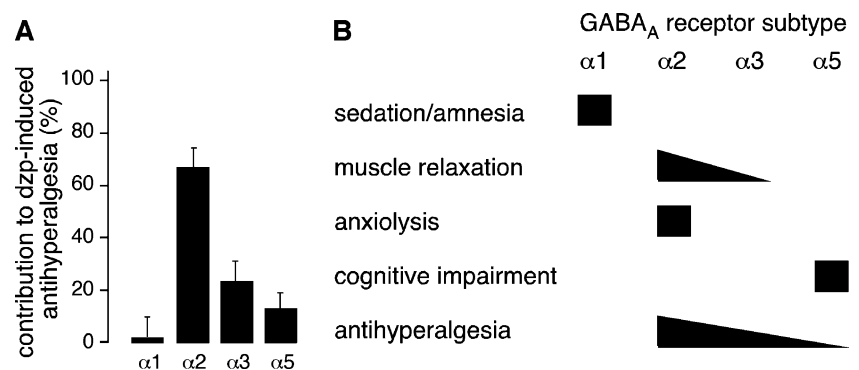 A
contribution to dzp-induced
antihyperalgesia (%)
100
80
60
40
20
0
α1 α2 α3 α5
B
GABAA receptor subtype
α1 α2 α3 α5
sedation/amnesia
muscle relaxation
anxiolysis
cognitive impairment
antihyperalgesia